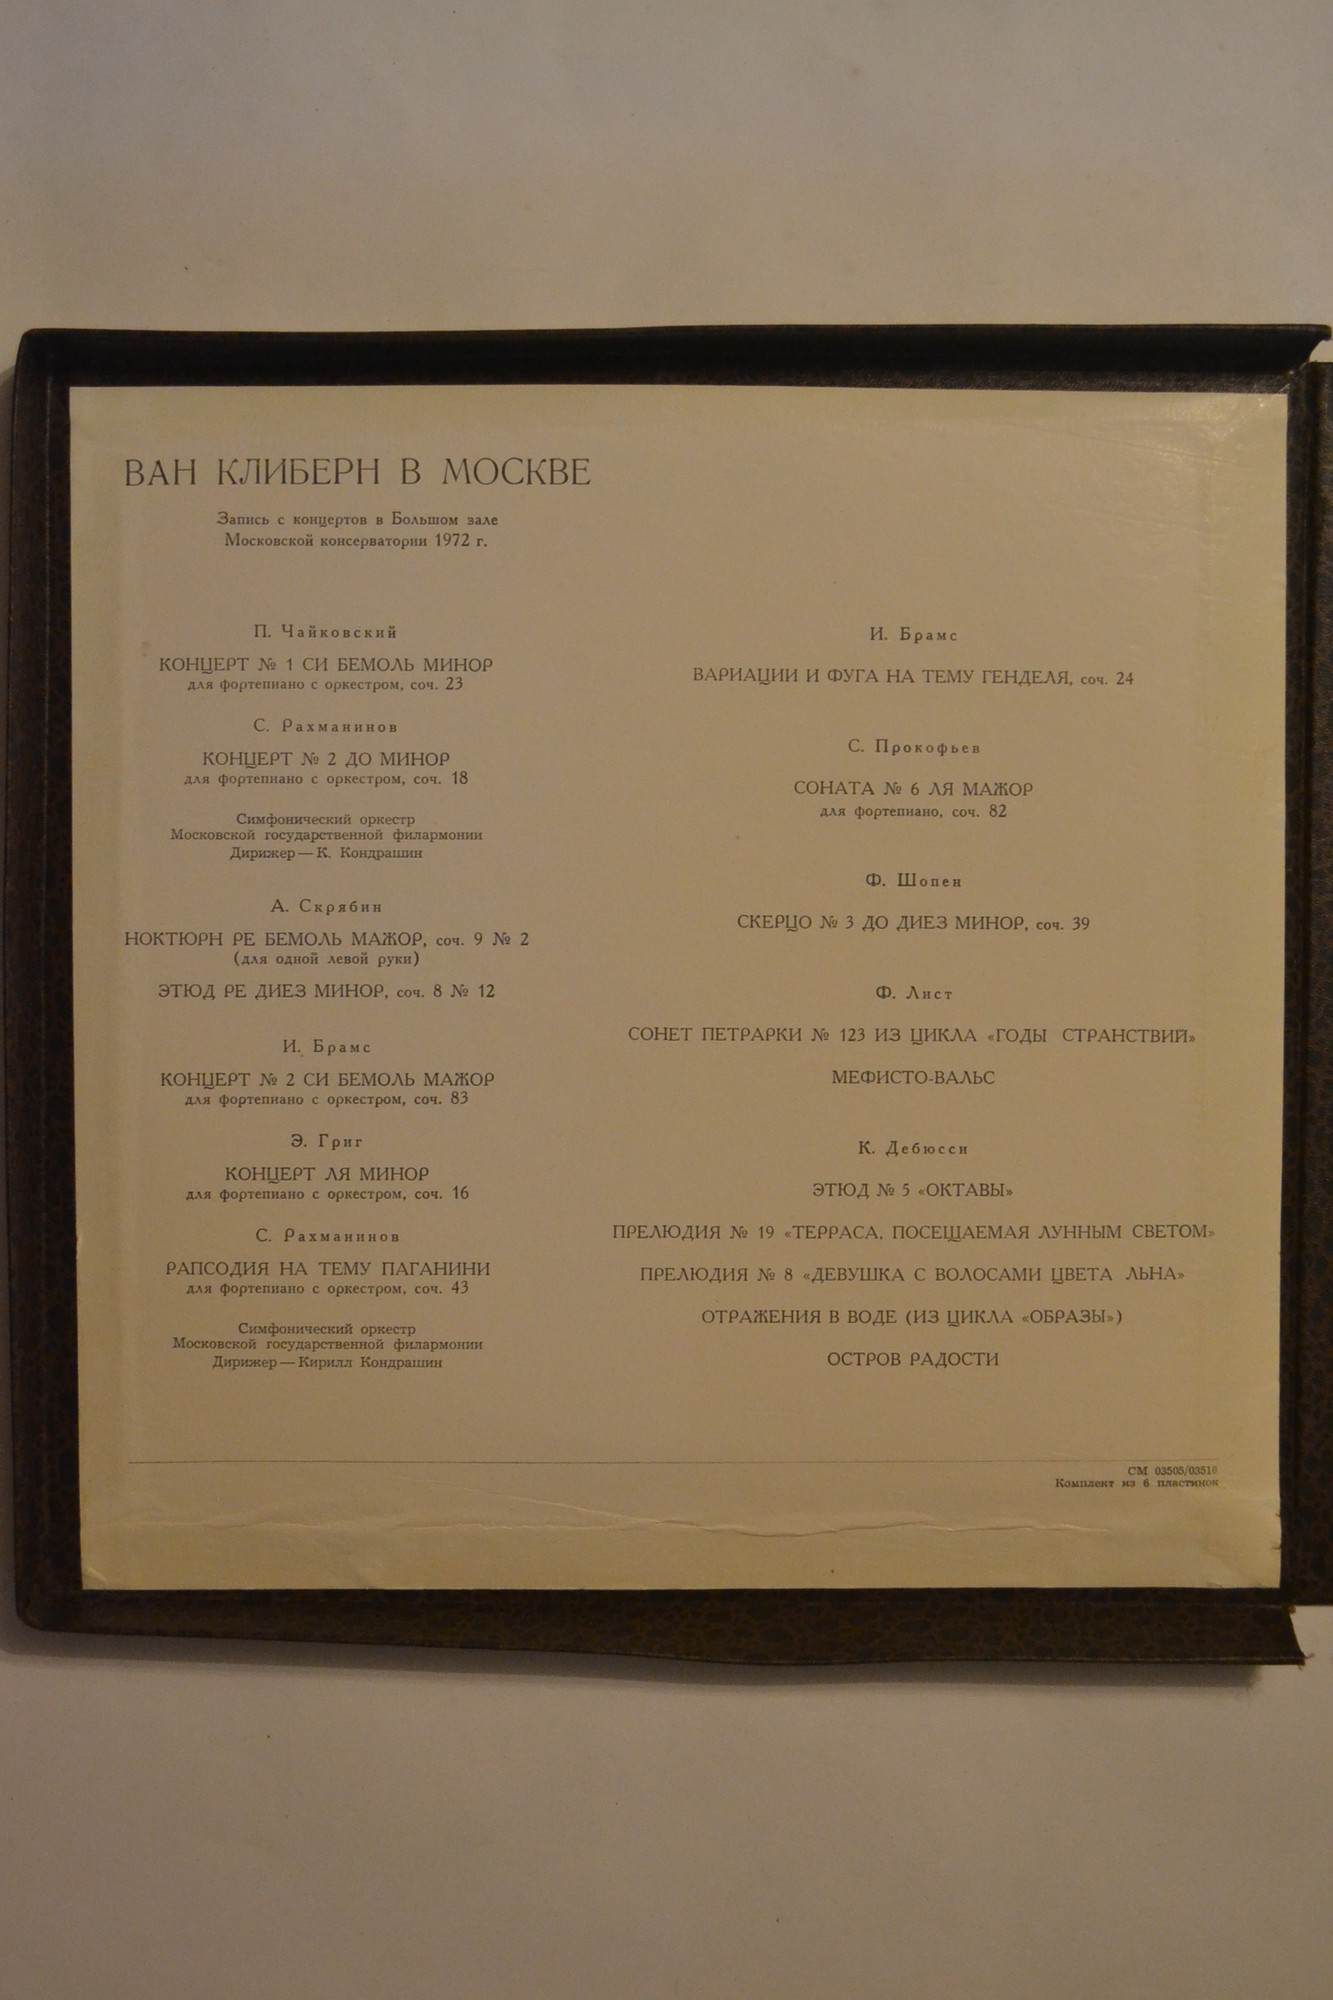 ВАН КЛИБЕРН В МОСКВЕ
Запись с концертов в Большом зале
Московской консерватории 1972 г.
П. Чайковский
КОНЦЕРТ № 1 СИ БЕМОЛЬ МИНОР
для фортепиано с оркестром, соч. 23
С. Рахманинов
КОНЦЕРТ № 2 ДО МИНОР
для фортепиано с оркестром, соч. 18
Симфонический оркестр
Московской государственной филармонии
Дирижер — К. Кондрашин
А. Скрябин
НОКТЮРН РЕ БЕМОЛЬ МАЖОР, соч. 9 № 2
(для одной левой руки)
ЭТЮД РЕ ДИЕЗ МИНОР, соч. 8 № 12
И. Брамс
КОНЦЕРТ № 2 СИ БЕМОЛЬ МАЖОР
для фортепиано с оркестром, соч. 83
Э. Григ
КОНЦЕРТ ЛЯ МИНОР
для фортепиано с оркестром, соч. 16
С. Рахманинов
РАПСОДИЯ НА ТЕМУ ПАГАНИНИ
для фортепиано с оркестром, соч. 43
Симфонический оркестр
Московской государственной филармонии
Дирижер — Кирилл Кондрашин
И. Брамс
ВАРИАЦИИ И ФУГА НА ТЕМУ ГЕНДЕЛЯ, соч. 24
С. Прокофьев
СОНАТА № 6 ЛЯ МАЖОР
для фортепиано, соч. 82
Ф. Шопен
СКЕРЦО № 3 ДО ДИЕЗ МИНОР, соч. 39
Ф. Лист
СОНЕТ ПЕТРАРКИ № 123 ИЗ ЦИКЛА «ГОДЫ СТРАНСТВИЙ»
МЕФИСТО-ВАЛЬС
К. Дебюсси
ЭТЮД № 5 «ОКТАВЫ»
ПРЕЛЮДИЯ № 19 «ТЕРРАСА, ПОСЕЩАЕМАЯ ЛУННЫМ СВЕТОМ»
ПРЕЛЮДИЯ № 8 «ДЕВУШКА С ВОЛОСАМИ ЦВЕТА ЛЬНА»
ОТРАЖЕНИЯ В ВОДЕ (ИЗ ЦИКЛА «ОБРАЗЫ»)
ОСТРОВ РАДОСТИ
СМ 03505/03516
Комплект из 6 пластинок